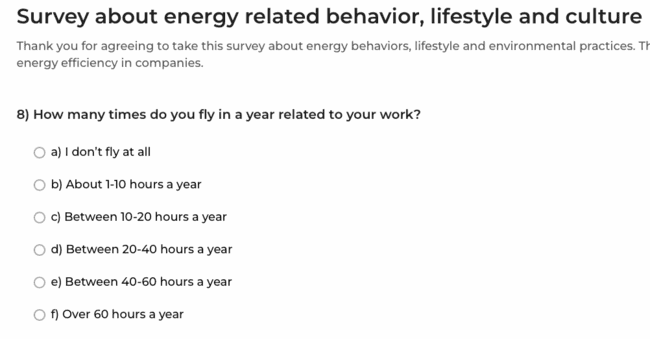 Survey about energy related behavior, lifestyle and culture
Thank you for agreeing to take this survey about energy behaviors, lifestyle and environmental practices.
energy efficiency in companies.
8) How many times do you fly in a year related to your work?
a) I don't fly at all
b) About 1-10 hours a year
c) Between 10-20 hours a year
d) Between 20-40 hours a year
e) Between 40-60 hours a year
f) Over 60 hours a year